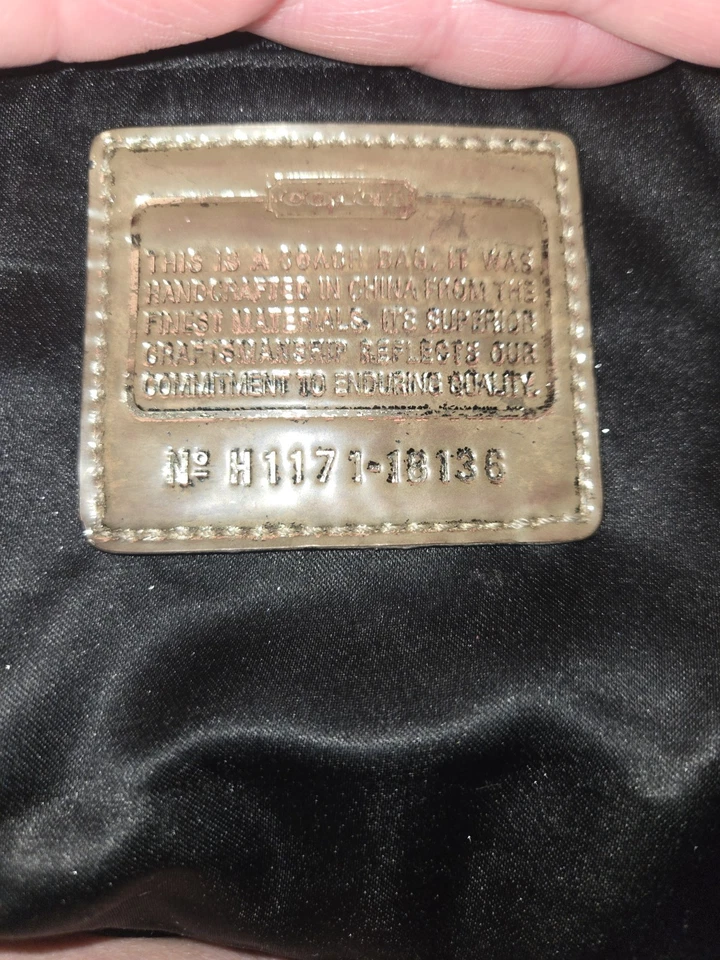 COACH
THIS IS A COACH BAG. IT WAS
HANDCRAFTED IN CHINA FROM THE
FINEST MATERIALS. ITS SUPERIOR
CRAFTSMANSHIP REFLECTS OUR
COMMITMENT TO ENDURING QUALITY.
Nº H1171-18136